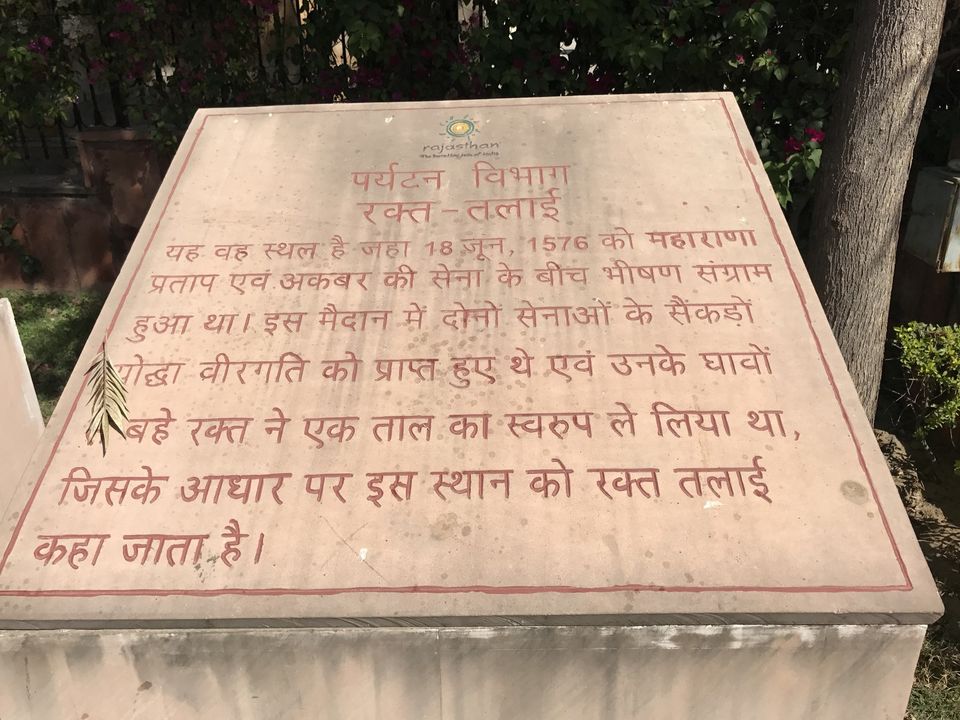 rajasthan
पर्यटन विभाग
रक्त-तलाई
यह वह स्थल है जहा 18 जून, 1576 को महाराणा
प्रताप एवं अकबर की सेना के बीच भीषण संग्राम
हुआ था। इस मैदान में दोनों सेनाओं के सैंकड़ों
योद्धा वीरगति को प्राप्त हुए थे एवं उनके घावों
बहे रक्त ने एक ताल का स्वरुप ले लिया था,
जिसके आधार पर इस स्थान को रक्त तलाई
कहा जाता है।